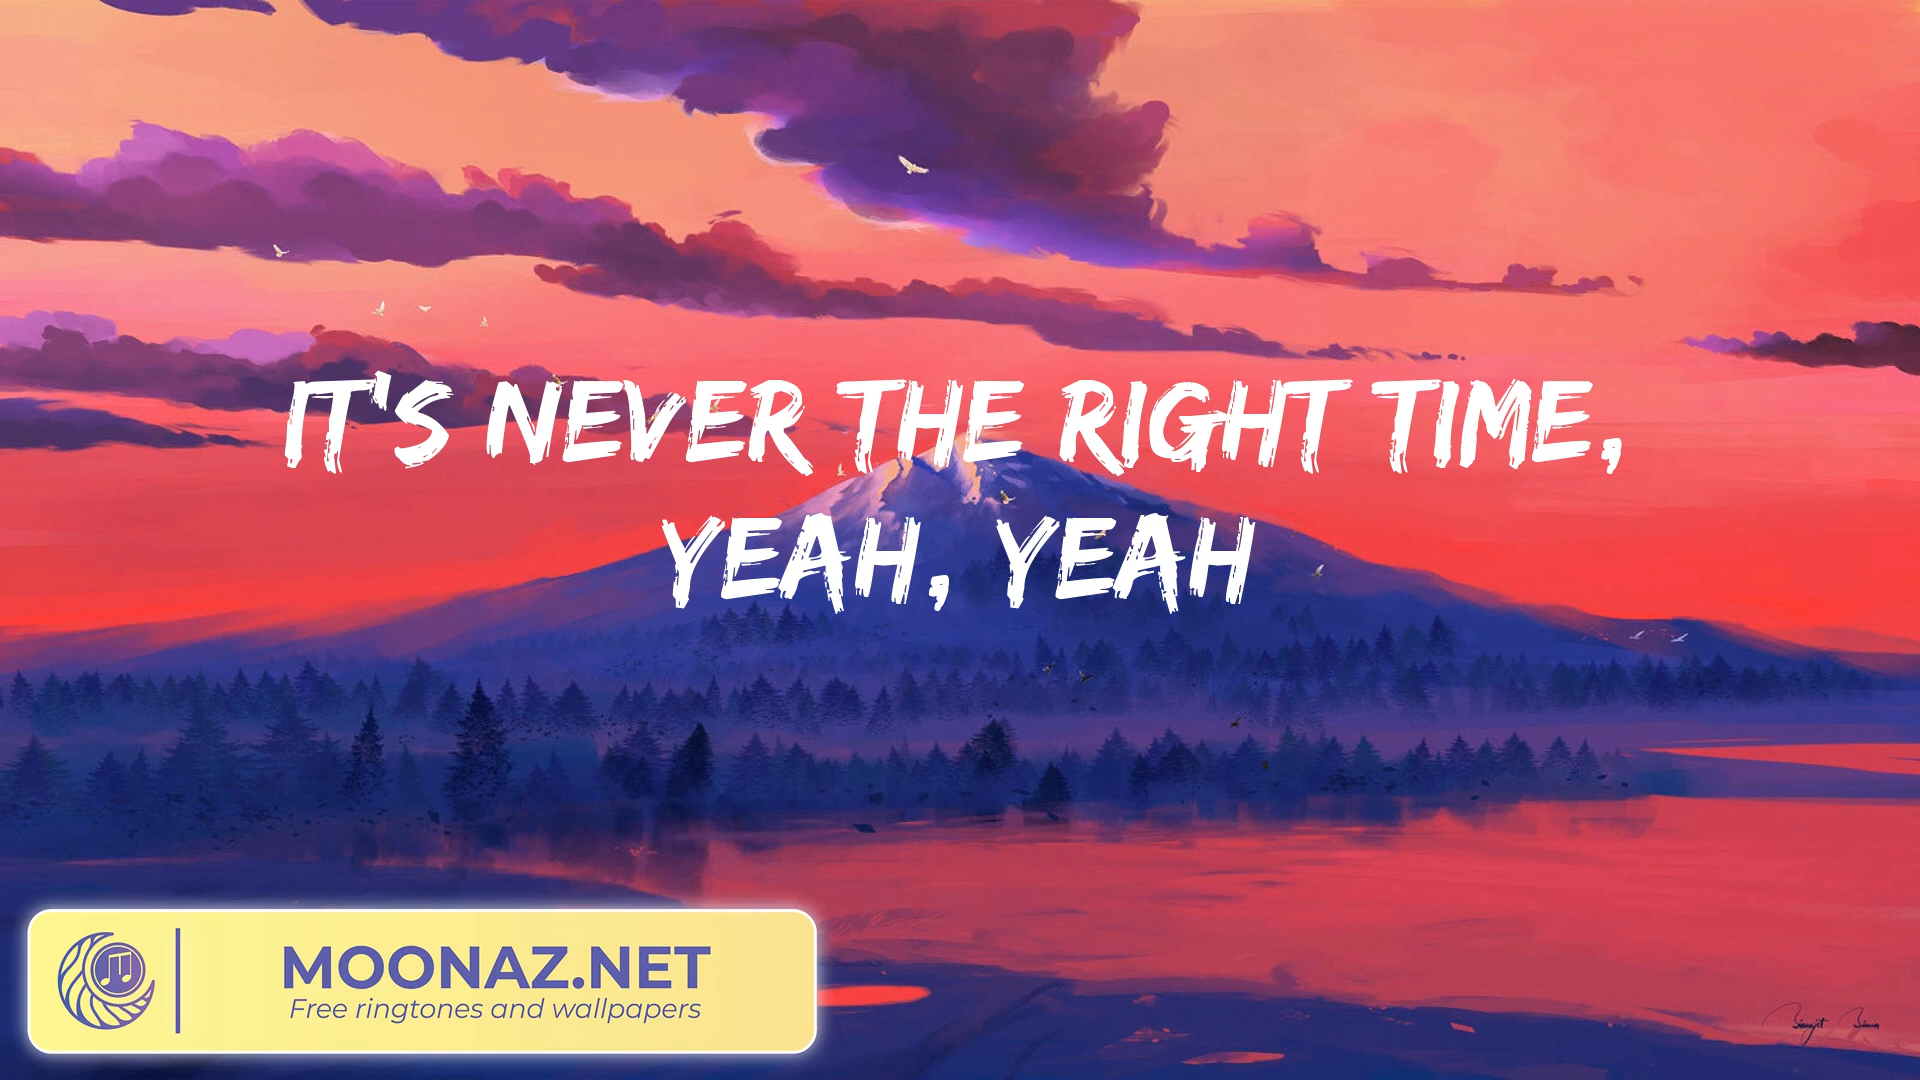 IT'S NEVER THE RIGHT TIME,
YEAH, YEAH
MOONAZ.NET
Free ringtones and wallpapers